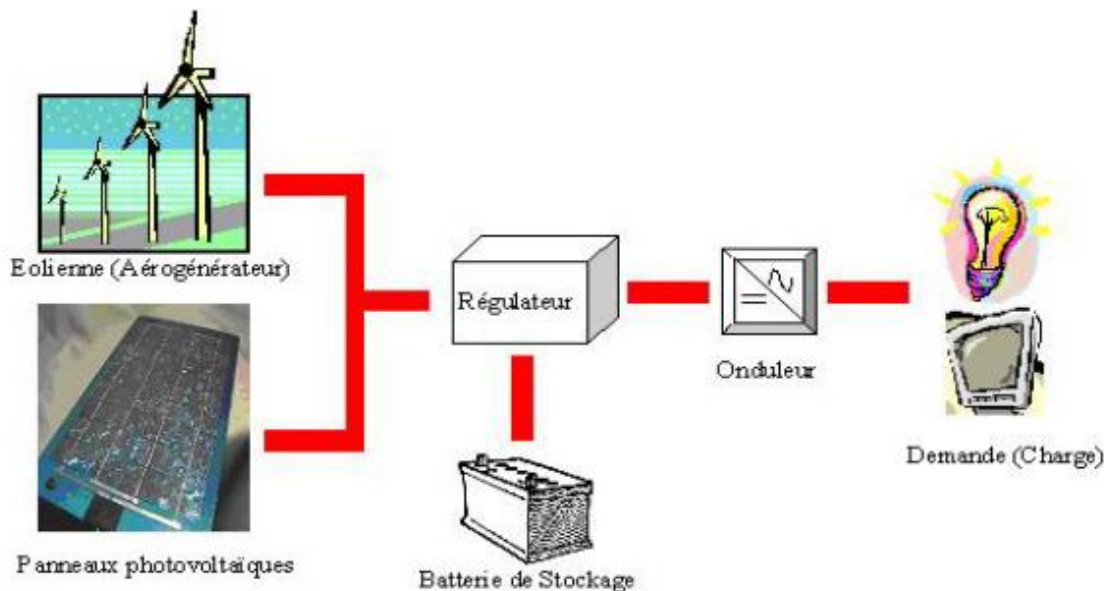 Eolienne (Aérogénérateur)
Régulateur
Onduleur
Demande (Charge)
Panneaux photovoltaïques
Batterie de Stockage